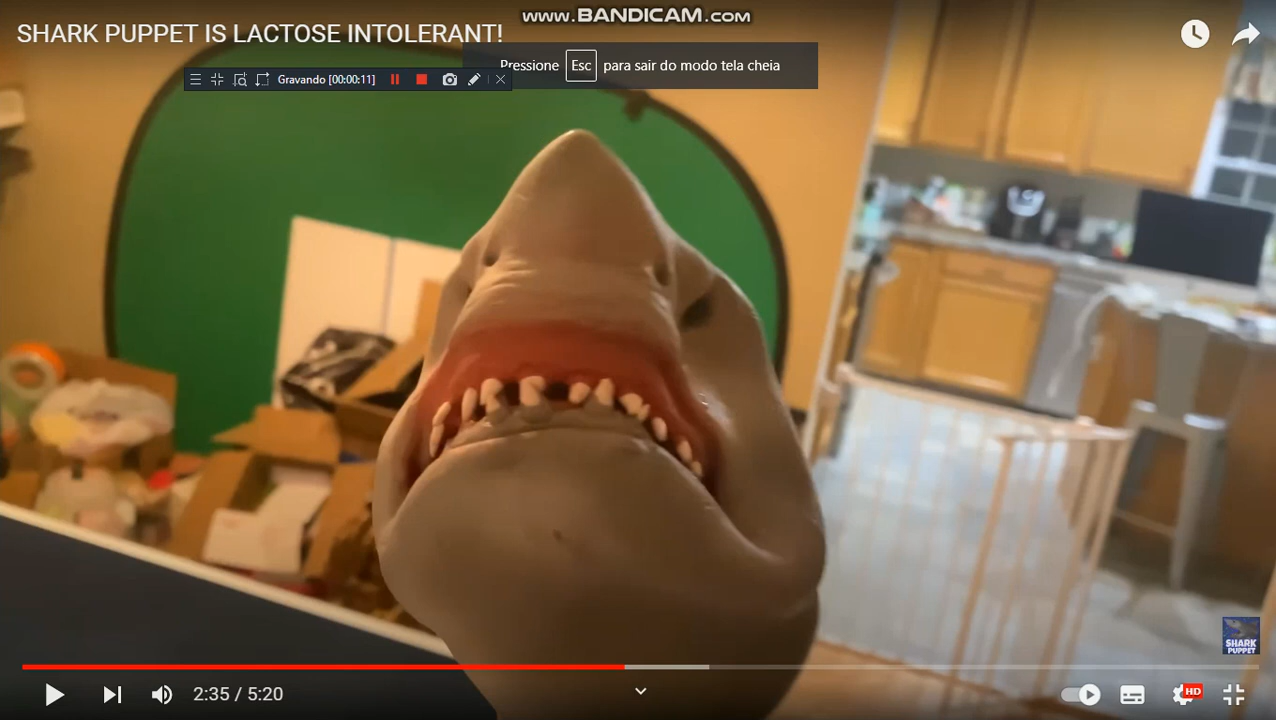 www.BANDICAM.com
SHARK PUPPET IS LACTOSE INTOLERANT!
Pressione Esc para sair do modo tela cheia
Gravando [00:00:11]
SHARK
PUPPET
2:35 / 5:20
HD